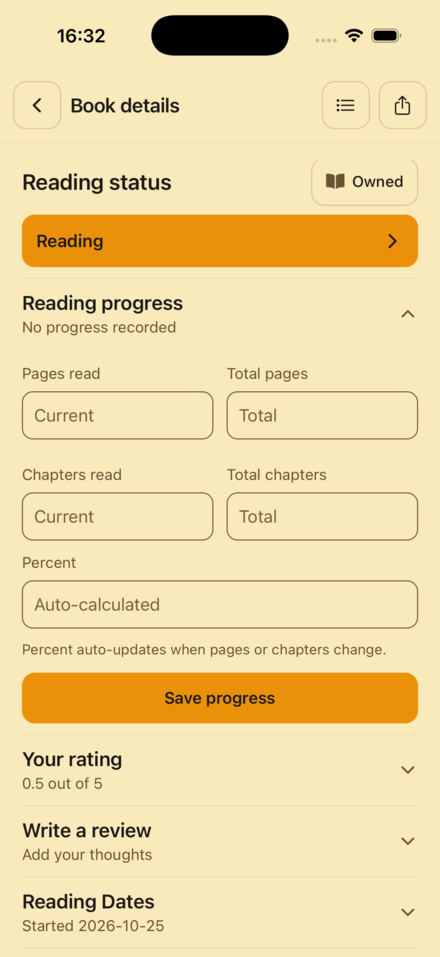 16:32
Book details
Reading status
Owned
Reading
Reading progress
No progress recorded
Pages read
Total pages
Current
Total
Chapters read
Total chapters
Current
Total
Percent
Auto-calculated
Percent auto-updates when pages or chapters change.
Save progress
Your rating
0.5 out of 5
Write a review
Add your thoughts
Reading Dates
Started 2026-10-25